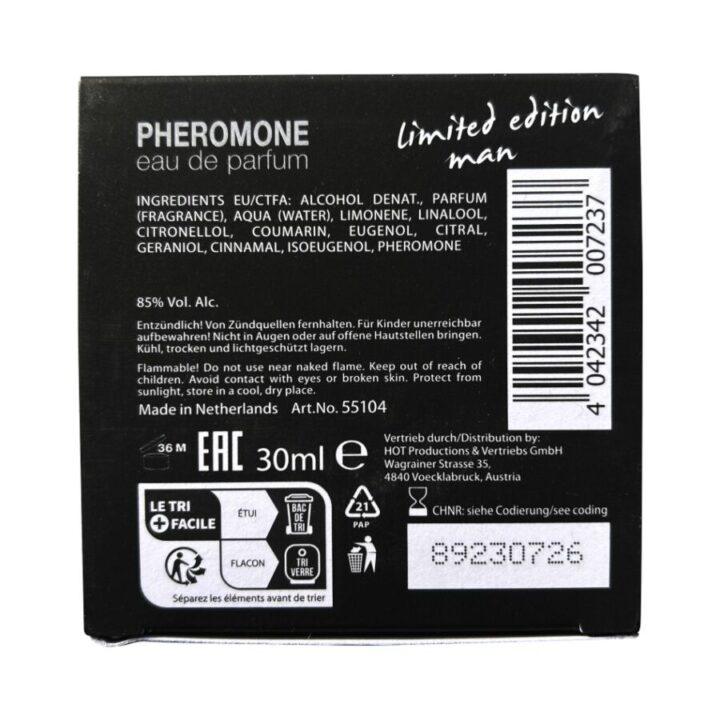 PHEROMONE
eau de parfum
limited edition
man
INGREDIENTS EU/CTFA: ALCOHOL DENAT., PARFUM
(FRAGRANCE), AQUA (WATER), LIMONENE, LINALOOL,
CITRONELLOL, COUMARIN, EUGENOL, CITRAL,
GERANIOL, CINNAMAL, ISOEUGENOL, PHEROMONE
85% Vol. Alc.
Entzündlich! Von Zündquellen fernhalten. Für Kinder unerreichbar
aufbewahren! Nicht in Augen oder auf offene Hautstellen bringen.
Kühl, trocken und lichtgeschützt lagern.
Flammable! Do not use near naked flame. Keep out of reach of
children. Avoid contact with eyes or broken skin. Protect from
sunlight, store in a cool, dry place.
Made in Netherlands Art.No. 55104
4 042342 007237
36 M EAC 30ml e
Vertrieb durch/Distribution by:
HOT Productions & Vertriebs GmbH
Wagrainer Strasse 35,
4840 Voecklabruck, Austria
LE TRI
+ FACILE
ÉTUI
BAC
DE
TRI
FLACON
TRI
VERRE
Séparez les éléments avant de trier
21
PAP
CHNR: siehe Codierung/see coding
89230726